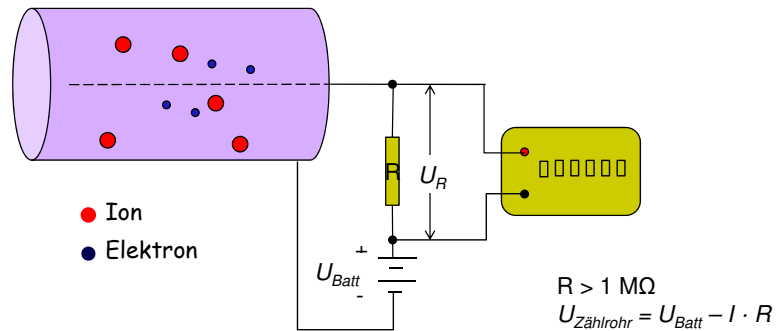 R
U_R
Ion
Elektron
+
U_Batt
-
R > 1 MΩ
U_Zählrohr = U_Batt – I · R